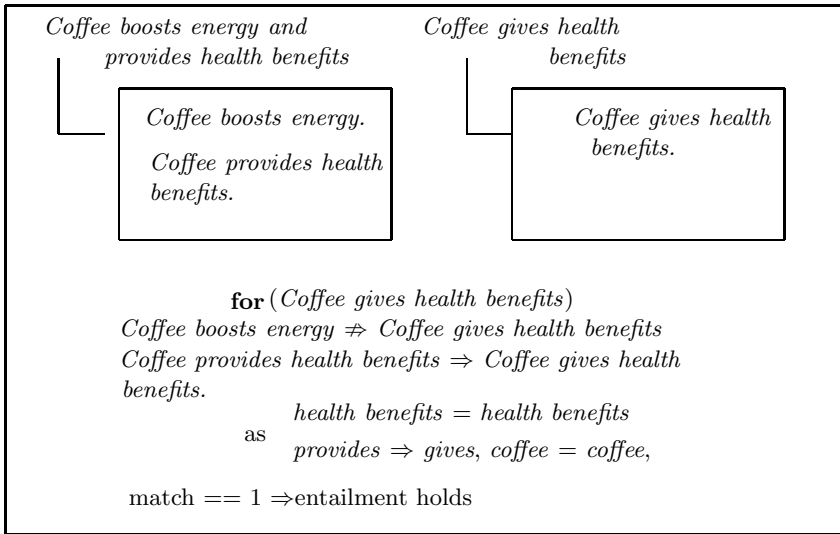 Coffee boosts energy and
provides health benefits
Coffee boosts energy.
Coffee provides health
benefits.
Coffee gives health
benefits
Coffee gives health
benefits.
for (Coffee gives health benefits)
Coffee boosts energy ⇏ Coffee gives health benefits
Coffee provides health benefits ⇒ Coffee gives health
benefits.
as
health benefits = health benefits
provides ⇒ gives, coffee = coffee,
match == 1 ⇒entailment holds